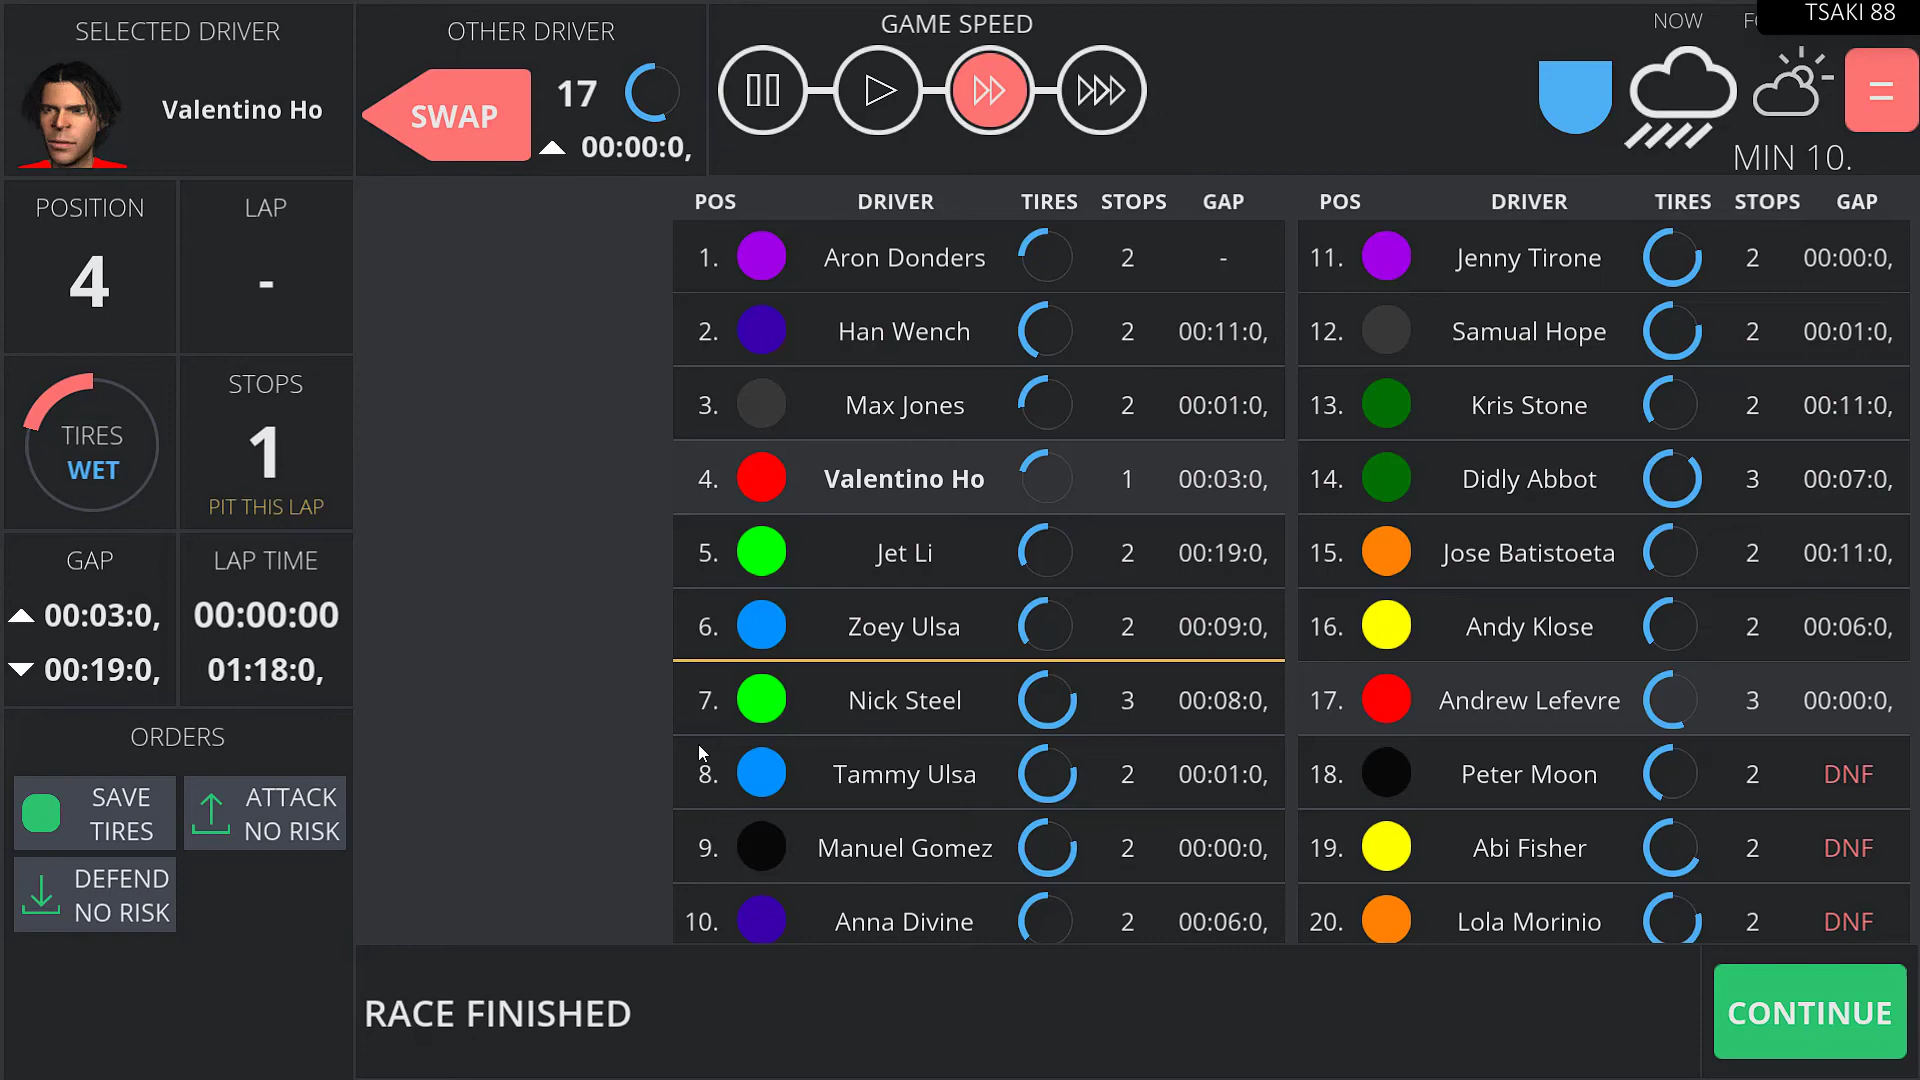 SELECTED DRIVER
Valentino Ho
OTHER DRIVER
SWAP
17
00:00:0,
GAME SPEED
NOW
TSAKI 88
MIN 10.
POSITION
4
LAP
-
TIRES
WET
STOPS
1
PIT THIS LAP
GAP
00:03:0,
00:19:0,
LAP TIME
00:00:00
01:18:0,
ORDERS
SAVE
TIRES
ATTACK
NO RISK
DEFEND
NO RISK
POS DRIVER TIRES STOPS GAP
1. Aron Donders 2 -
2. Han Wench 2 00:11:0,
3. Max Jones 2 00:01:0,
4. Valentino Ho 1 00:03:0,
5. Jet Li 2 00:19:0,
6. Zoey Ulsa 2 00:09:0,
7. Nick Steel 3 00:08:0,
8. Tammy Ulsa 2 00:01:0,
9. Manuel Gomez 2 00:00:0,
10. Anna Divine 2 00:06:0,
POS DRIVER TIRES STOPS GAP
11. Jenny Tirone 2 00:00:0,
12. Samual Hope 2 00:01:0,
13. Kris Stone 2 00:11:0,
14. Didly Abbot 3 00:07:0,
15. Jose Batistoeta 2 00:11:0,
16. Andy Klose 2 00:06:0,
17. Andrew Lefevre 3 00:00:0,
18. Peter Moon 2 DNF
19. Abi Fisher 2 DNF
20. Lola Morinio 2 DNF
RACE FINISHED
CONTINUE